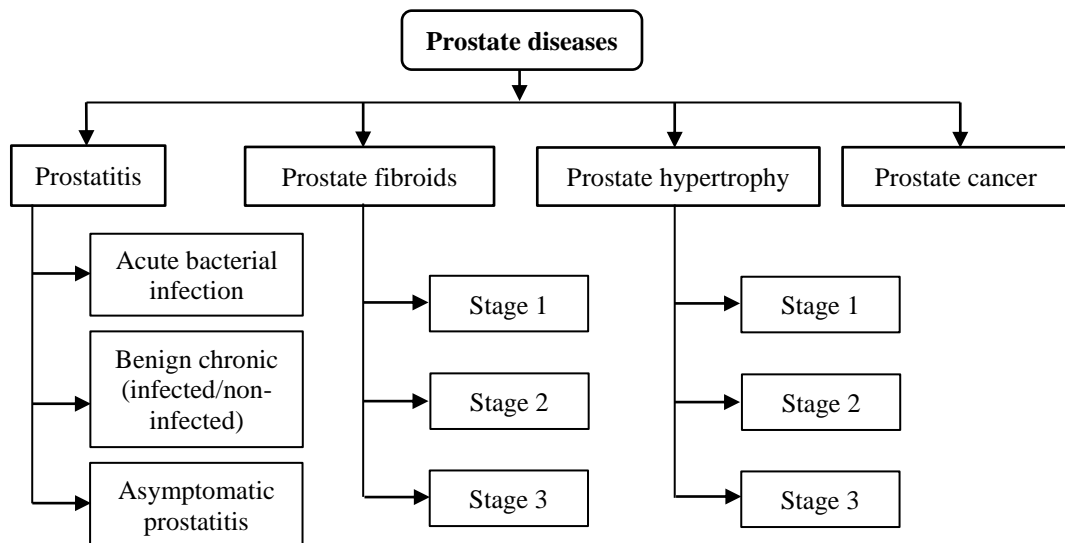 Prostate diseases
Prostatitis
Prostate fibroids
Prostate hypertrophy
Prostate cancer
Acute bacterial
infection
Benign chronic
(infected/non-
infected)
Asymptomatic
prostatitis
Stage 1
Stage 2
Stage 3
Stage 1
Stage 2
Stage 3